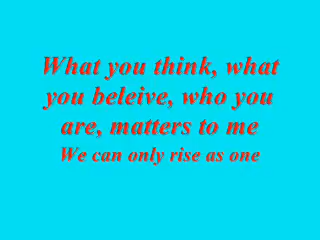 What you think, what
you beleive, who you
are, matters to me
We can only rise as one